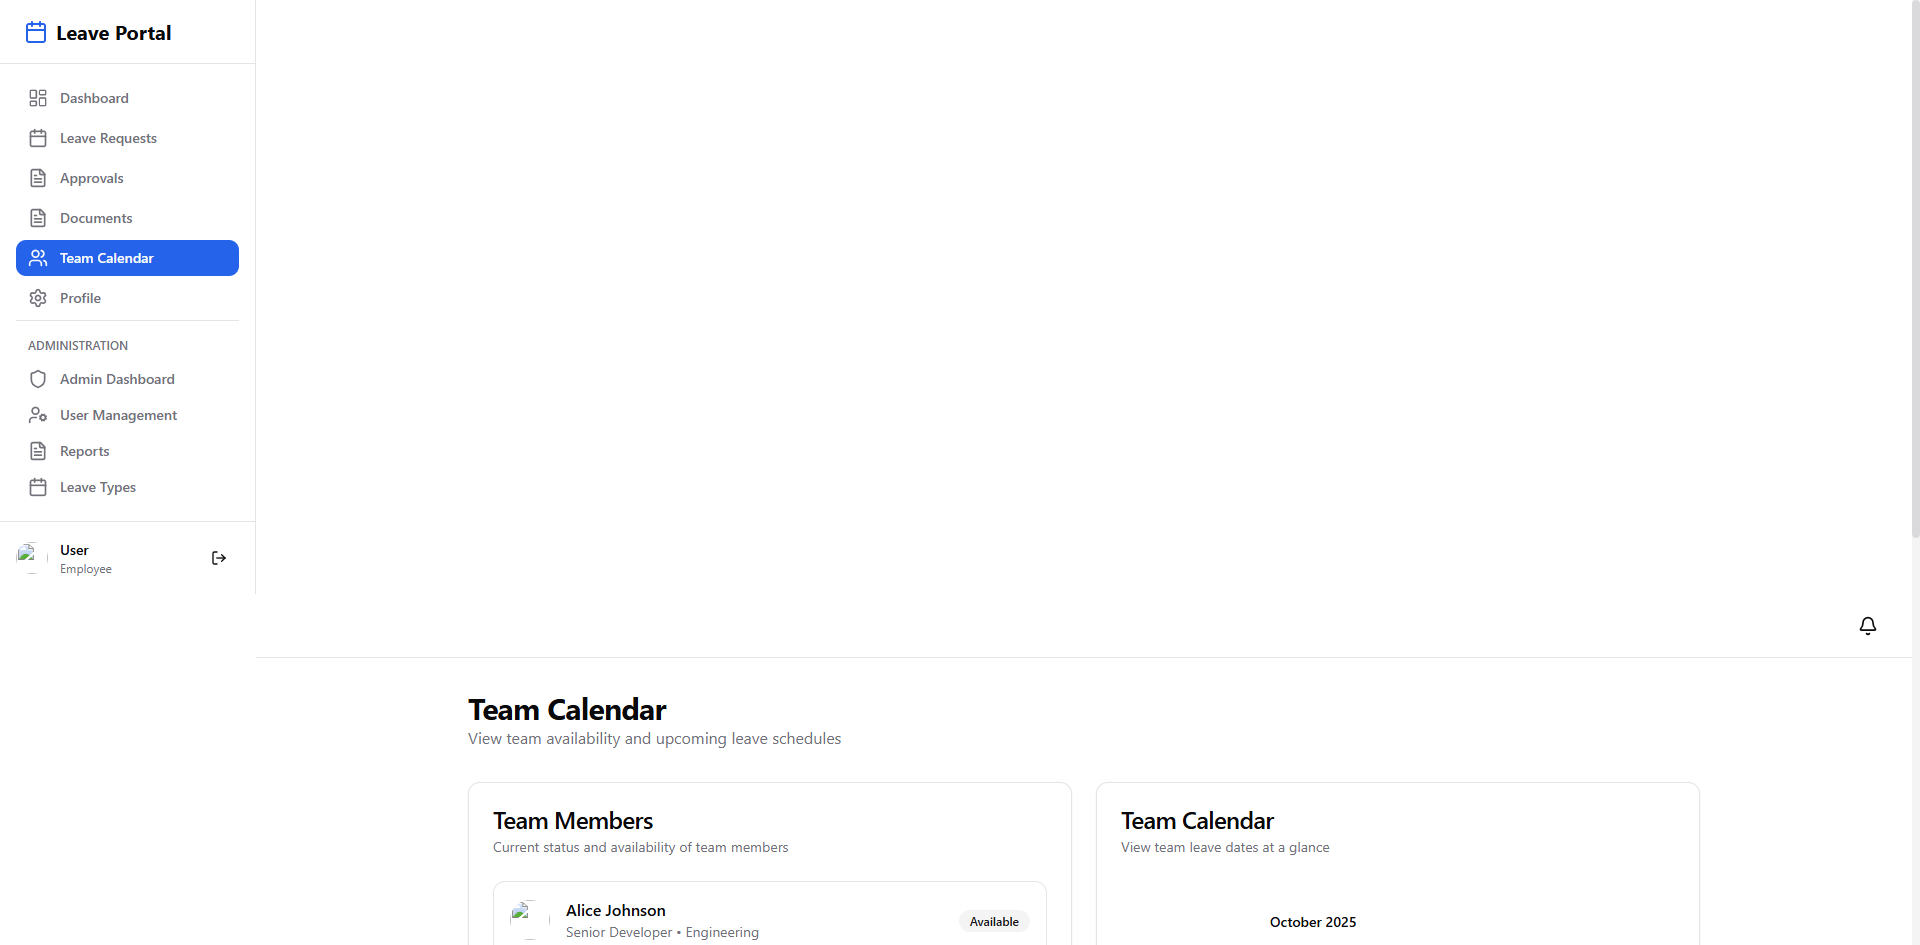 Leave Portal
Dashboard
Leave Requests
Approvals
Documents
Team Calendar
Profile
ADMINISTRATION
Admin Dashboard
User Management
Reports
Leave Types
User
Employee
Team Calendar
View team availability and upcoming leave schedules
Team Members
Current status and availability of team members
Alice Johnson
Senior Developer • Engineering
Available
Team Calendar
View team leave dates at a glance
October 2025